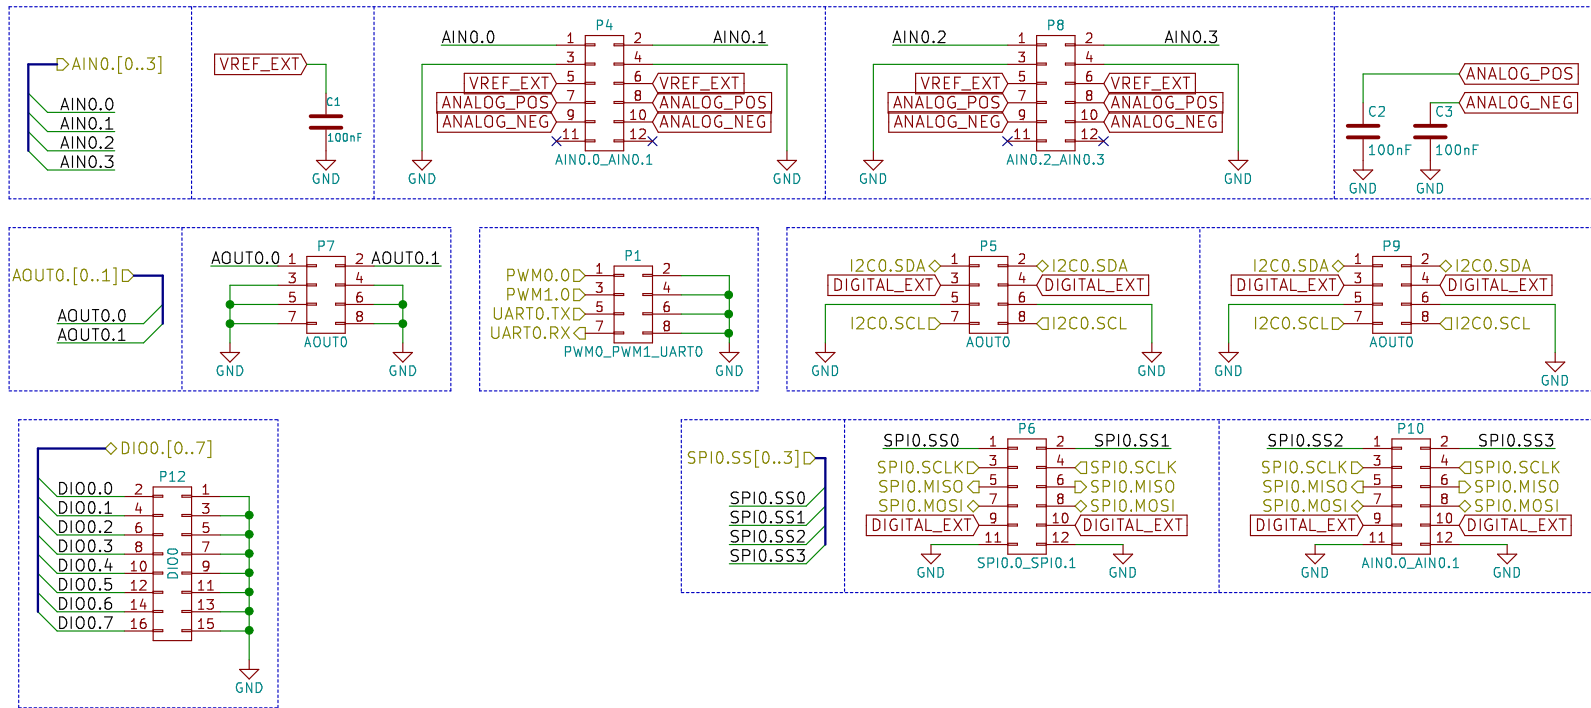 AIN0.[0..3]
AIN0.0
AIN0.1
AIN0.2
AIN0.3
VREF_EXT
C1
100nF
GND
P4
AIN0.0 1 2 AIN0.1
3 4
VREF_EXT 5 6 VREF_EXT
ANALOG_POS 7 8 ANALOG_POS
ANALOG_NEG 9 10 ANALOG_NEG
11 12
AIN0.0_AIN0.1
GND GND
P8
AIN0.2 1 2 AIN0.3
3 4
VREF_EXT 5 6 VREF_EXT
ANALOG_POS 7 8 ANALOG_POS
ANALOG_NEG 9 10 ANALOG_NEG
11 12
AIN0.2_AIN0.3
GND GND
ANALOG_POS
ANALOG_NEG
C2 C3
100nF 100nF
GND GND
AOUT0.[0..1]
AOUT0.0
AOUT0.1
P7
AOUT0.0 1 2 AOUT0.1
3 4
5 6
7 8
AOUT0
GND GND
P1
PWM0.0 1 2
PWM1.0 3 4
UART0.TX 5 6
UART0.RX 7 8
PWM0_PWM1_UART0
GND
P5
I2C0.SDA 1 2 I2C0.SDA
DIGITAL_EXT 3 4 DIGITAL_EXT
5 6
I2C0.SCL 7 8 I2C0.SCL
AOUT0
GND GND
P9
I2C0.SDA 1 2 I2C0.SDA
DIGITAL_EXT 3 4 DIGITAL_EXT
5 6
I2C0.SCL 7 8 I2C0.SCL
AOUT0
GND GND
DIO0.[0..7]
P12
DIO0.0 2 1
DIO0.1 4 3
DIO0.2 6 5
DIO0.3 8 7
DIO0.4 10 9
DIO0.5 12 11
DIO0.6 14 13
DIO0.7 16 15
DIO0
GND
SPI0.SS[0..3]
SPI0.SS0
SPI0.SS1
SPI0.SS2
SPI0.SS3
P6
SPI0.SS0 1 2 SPI0.SS1
SPI0.SCLK 3 4 SPI0.SCLK
SPI0.MISO 5 6 SPI0.MISO
SPI0.MOSI 7 8 SPI0.MOSI
DIGITAL_EXT 9 10 DIGITAL_EXT
11 12
SPI0.0_SPI0.1
GND GND
P10
SPI0.SS2 1 2 SPI0.SS3
SPI0.SCLK 3 4 SPI0.SCLK
SPI0.MISO 5 6 SPI0.MISO
SPI0.MOSI 7 8 SPI0.MOSI
DIGITAL_EXT 9 10 DIGITAL_EXT
11 12
AIN0.0_AIN0.1
GND GND